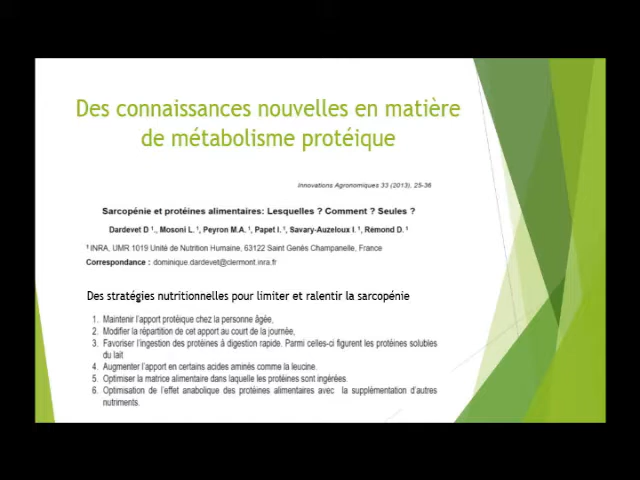 Des connaissances nouvelles en matière
de métabolisme protéique
Innovations Agronomiques 33 (2013), 25-36
Sarcopénie et protéines alimentaires: Lesquelles ? Comment ? Seules ?
Dardevet D ¹., Mosoni L. ¹, Peyron M.A. ¹, Papet I. ¹, Savary-Auzeloux I. ¹, Rémond D. ¹
¹ INRA, UMR 1019 Unité de Nutrition Humaine, 63122 Saint Genès Champanelle, France
Correspondance : dominique.dardevet@clermont.inra.fr
Des stratégies nutritionnelles pour limiter et ralentir la sarcopénie
1. Maintenir l'apport protéique chez la personne âgée,
2. Modifier la répartition de cet apport au court de la journée,
3. Favoriser l'ingestion des protéines à digestion rapide. Parmi celles-ci figurent les protéines solubles
du lait
4. Augmenter l'apport en certains acides aminés comme la leucine.
5. Optimiser la matrice alimentaire dans laquelle les protéines sont ingérées.
6. Optimisation de l'effet anabolique des protéines alimentaires avec la supplémentation d'autres
nutriments.